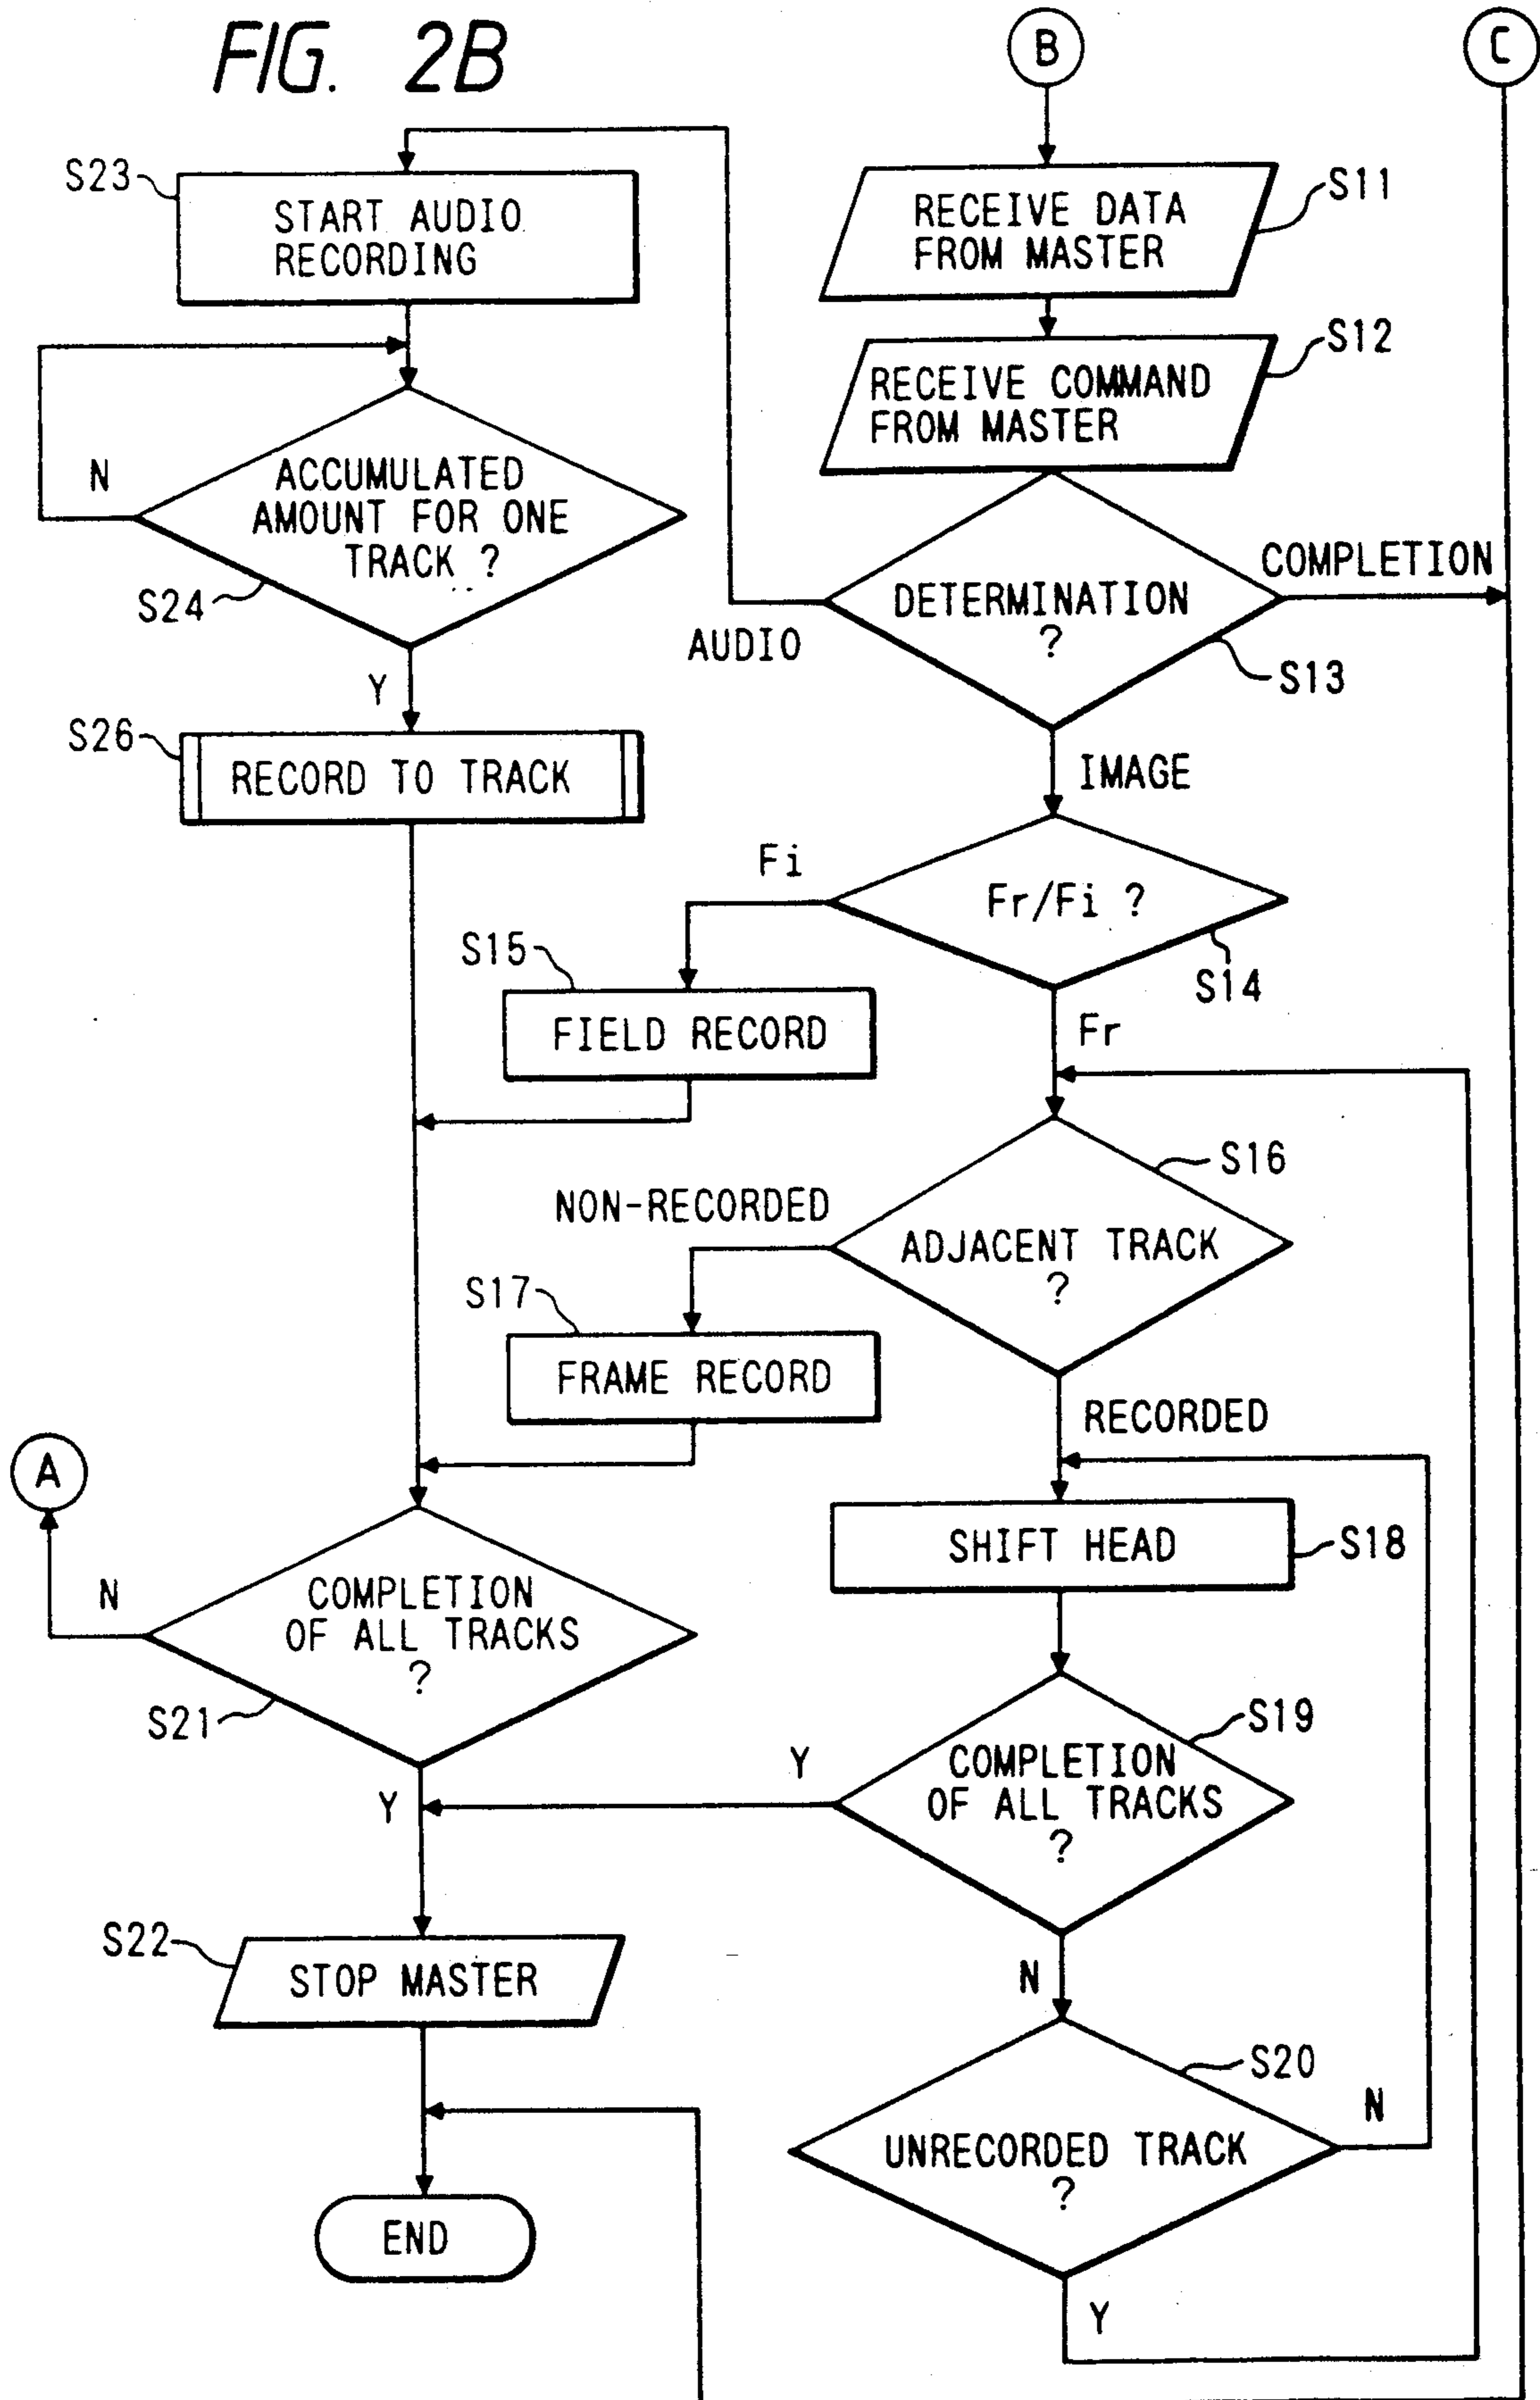 FIG. 2B
B
C
S23
START AUDIO
RECORDING
S11
RECEIVE DATA
FROM MASTER
S12
RECEIVE COMMAND
FROM MASTER
N
ACCUMULATED
AMOUNT FOR ONE
TRACK ?
S24
Y
COMPLETION
DETERMINATION
?
AUDIO
S13
S26
RECORD TO TRACK
IMAGE
Fi
Fr/Fi ?
S14
S15
FIELD RECORD
Fr
S16
NON-RECORDED
ADJACENT TRACK
?
S17
FRAME RECORD
RECORDED
A
SHIFT HEAD
S18
N
COMPLETION
OF ALL TRACKS
?
S21
Y
S19
Y
COMPLETION
OF ALL TRACKS
?
S22
STOP MASTER
N
S20
N
UNRECORDED TRACK
?
END
Y